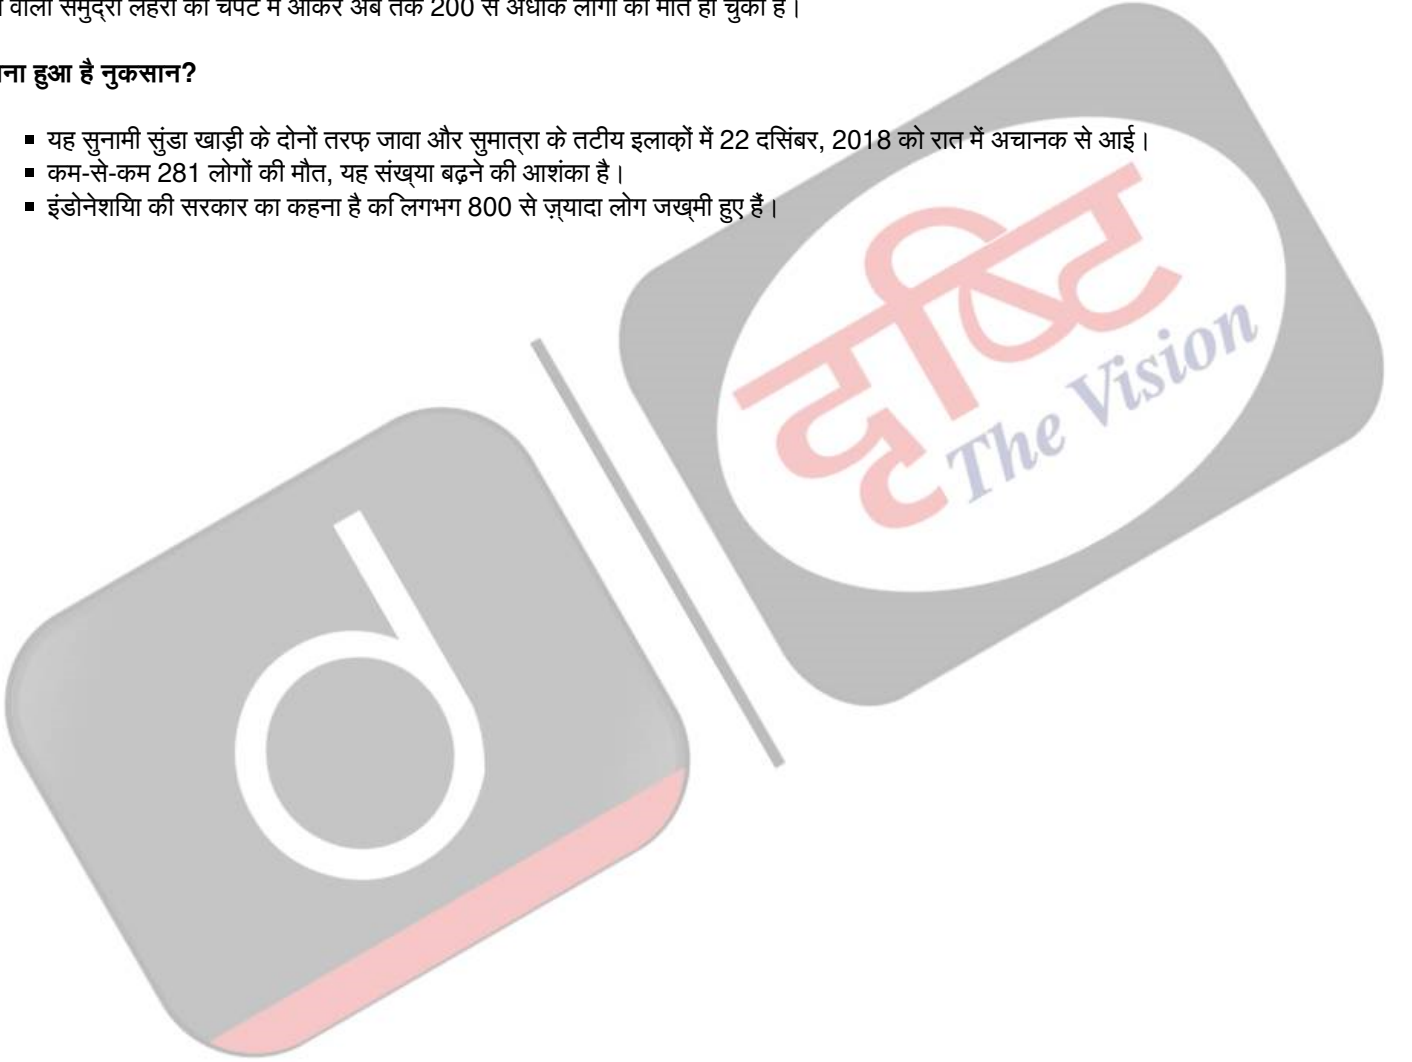 वाली समुद्री लहरों की चपेट में आकर अब तक 200 से अधिक लोगों की मौत हो चुकी है।
ना हुआ है नुकसान?
▪ यह सुनामी सुंडा खाड़ी के दोनों तरफ़ जावा और सुमात्रा के तटीय इलाक़ों में 22 दिसंबर, 2018 को रात में अचानक से आई।
▪ कम-से-कम 281 लोगों की मौत, यह संख्या बढ़ने की आशंका है।
▪ इंडोनेशिया की सरकार का कहना है कि लगभग 800 से ज़्यादा लोग जख्मी हुए हैं।
दृष्टि
The Vision
d